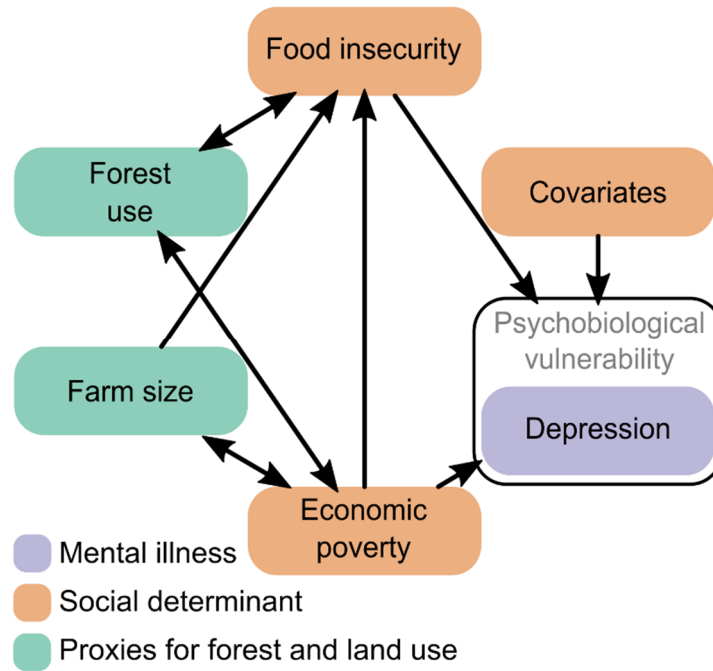 Food insecurity
Forest
use
Covariates
Psychobiological
vulnerability
Farm size
Depression
Economic
poverty
Mental illness
Social determinant
Proxies for forest and land use